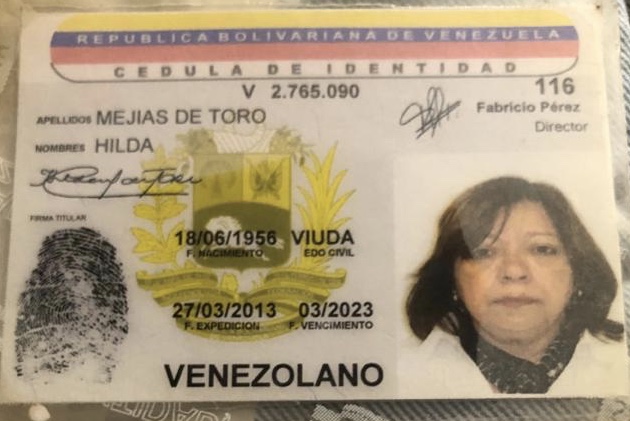 REPUBLICA BOLIVARIANA DE VENEZUELA
CEDULA DE IDENTIDAD
V 2.765.090
116
Fabricio Pérez
Director
APELLIDOS MEJIAS DE TORO
NOMBRES HILDA
FIRMA TITULAR
18/06/1956 VIUDA
F. NACIMIENTO EDO CIVIL
27/03/2013 03/2023
F. EXPEDICION F. VENCIMIENTO
VENEZOLANO